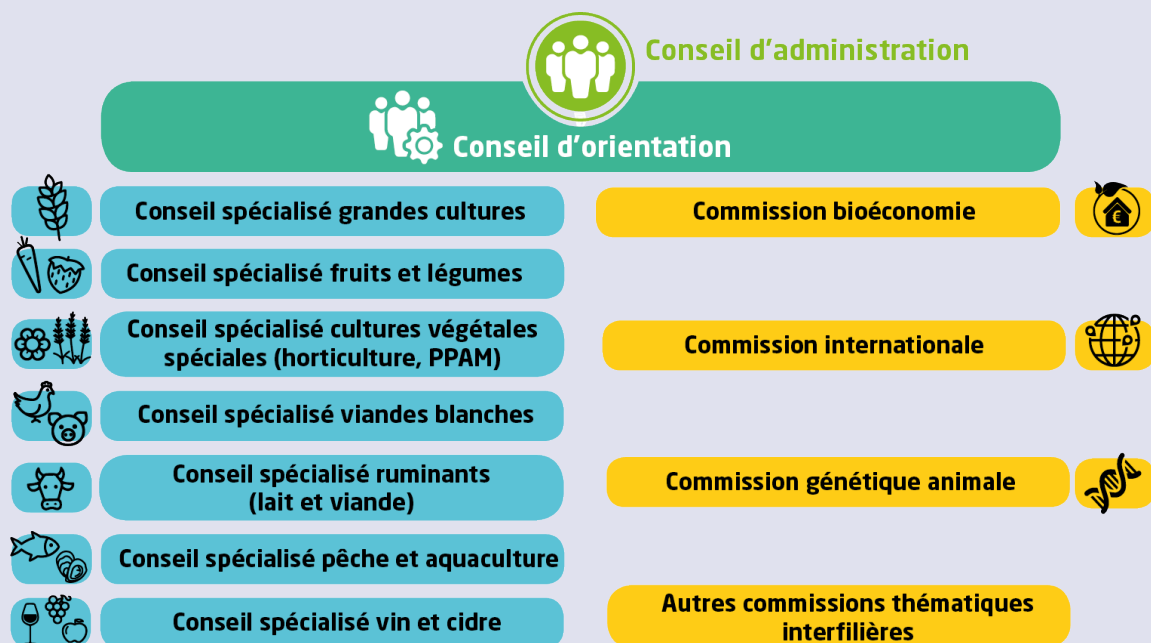 Conseil d'administration
Conseil d'orientation
Conseil spécialisé grandes cultures
Conseil spécialisé fruits et légumes
Conseil spécialisé cultures végétales
spéciales (horticulture, PPAM)
Conseil spécialisé viandes blanches
Conseil spécialisé ruminants
(lait et viande)
Conseil spécialisé pêche et aquaculture
Conseil spécialisé vin et cidre
Commission bioéconomie
€
Commission internationale
Commission génétique animale
Autres commissions thématiques
interfilières